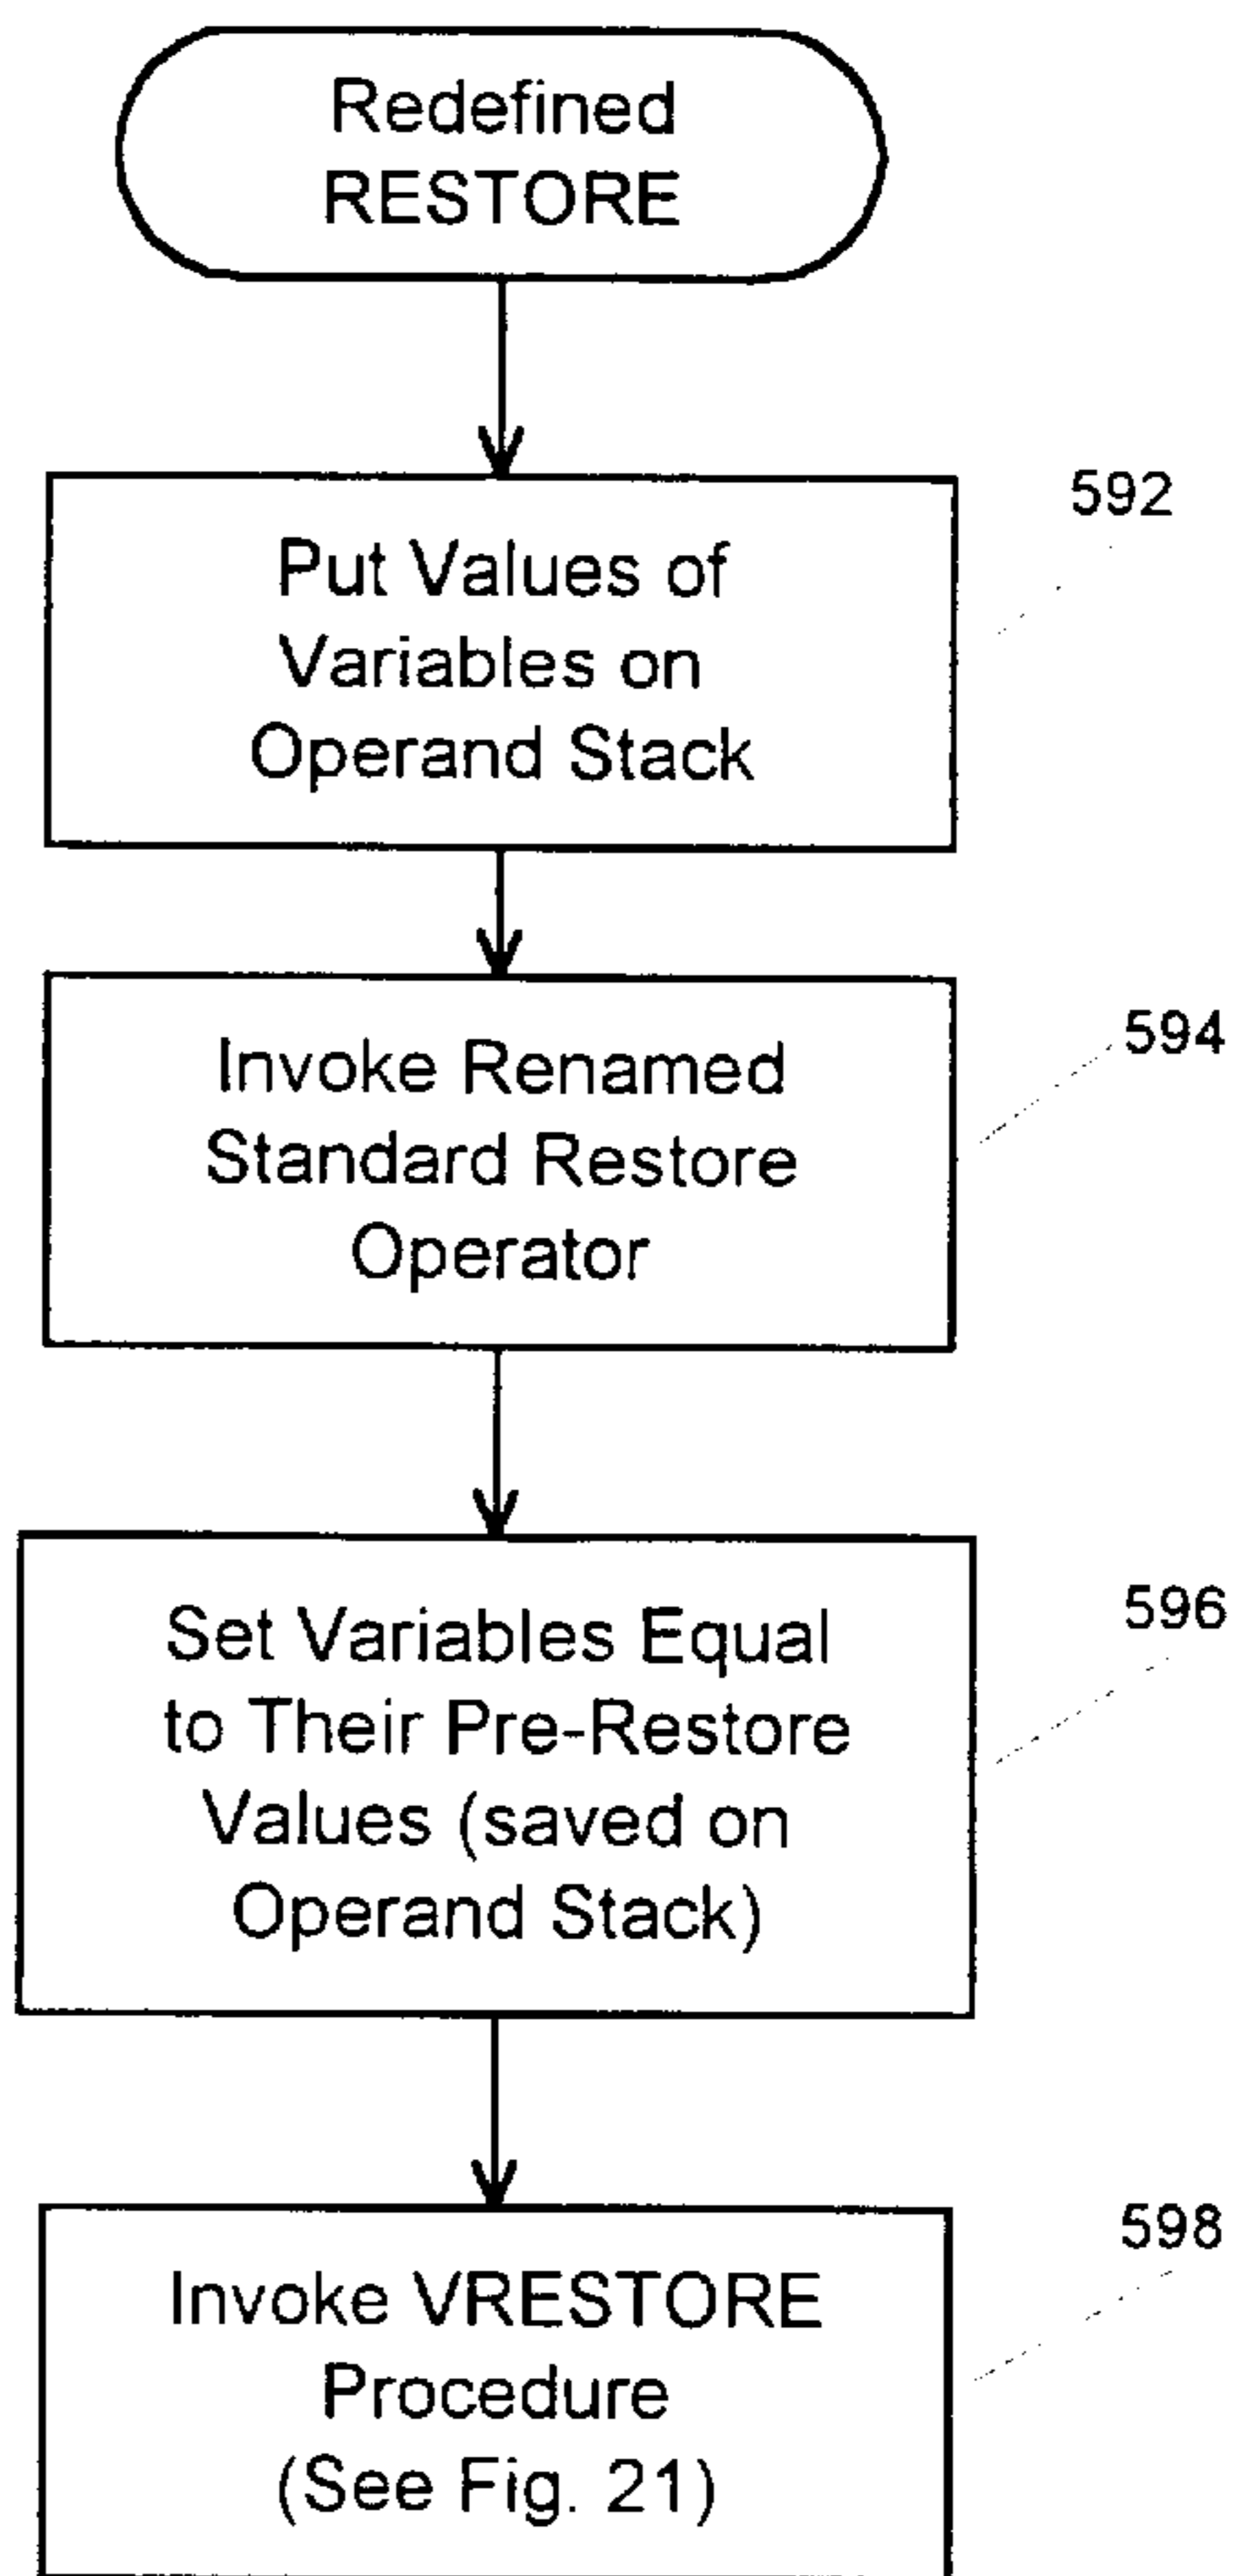 Redefined
RESTORE
592
Put Values of
Variables on
Operand Stack
594
Invoke Renamed
Standard Restore
Operator
596
Set Variables Equal
to Their Pre-Restore
Values (saved on
Operand Stack)
598
Invoke VRESTORE
Procedure
(See Fig. 21)